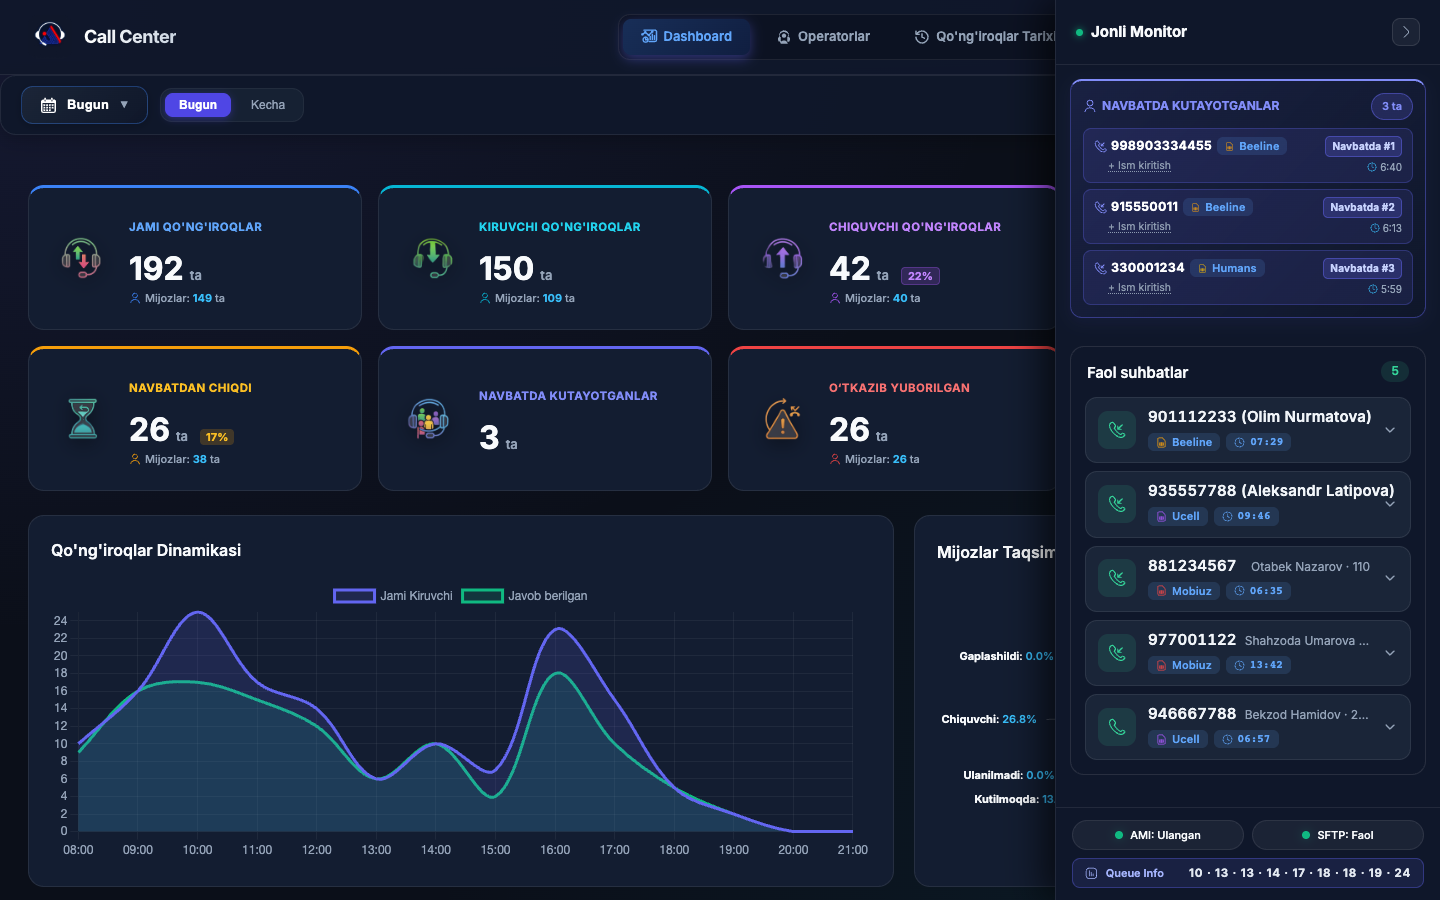 Call Center
Dashboard
Operatorlar
Qo'ng'iroqlar Tarixi
Bugun ▼
Bugun
Kecha
JAMI QO'NG'IROQLAR
192 ta
Mijozlar: 149 ta
KIRUVCHI QO'NG'IROQLAR
150 ta
Mijozlar: 109 ta
CHIQUVCHI QO'NG'IROQLAR
42 ta 22%
Mijozlar: 40 ta
NAVBATDAN CHIQDI
26 ta 17%
Mijozlar: 38 ta
NAVBATDA KUTAYOTGANLAR
3 ta
O'TKAZIB YUBORILGAN
26 ta
Mijozlar: 26 ta
Qo'ng'iroqlar Dinamikasi
Jami Kiruvchi
Javob berilgan
24
22
20
18
16
14
12
10
8
6
4
2
0
08:00 09:00 10:00 11:00 12:00 13:00 14:00 15:00 16:00 17:00 18:00 19:00 20:00 21:00
Mijozlar Taqsim
Gaplashildi: 0.0%
Chiquvchi: 26.8%
Ulanilmadi: 0.0%
Kutilmoqda: 13.
Jonli Monitor
NAVBATDA KUTAYOTGANLAR
3 ta
998903334455 Beeline Navbatda #1
+ Ism kiritish 6:40
915550011 Beeline Navbatda #2
+ Ism kiritish 6:13
330001234 Humans Navbatda #3
+ Ism kiritish 5:59
Faol suhbatlar 5
901112233 (Olim Nurmatova)
Beeline 07:29
935557788 (Aleksandr Latipova)
Ucell 09:46
881234567 Otabek Nazarov · 110
Mobiuz 06:35
977001122 Shahzoda Umarova ...
Mobiuz 13:42
946667788 Bekzod Hamidov · 2...
Ucell 06:57
AMI: Ulangan
SFTP: Faol
Queue Info 10 · 13 · 13 · 14 · 17 · 18 · 18 · 19 · 24